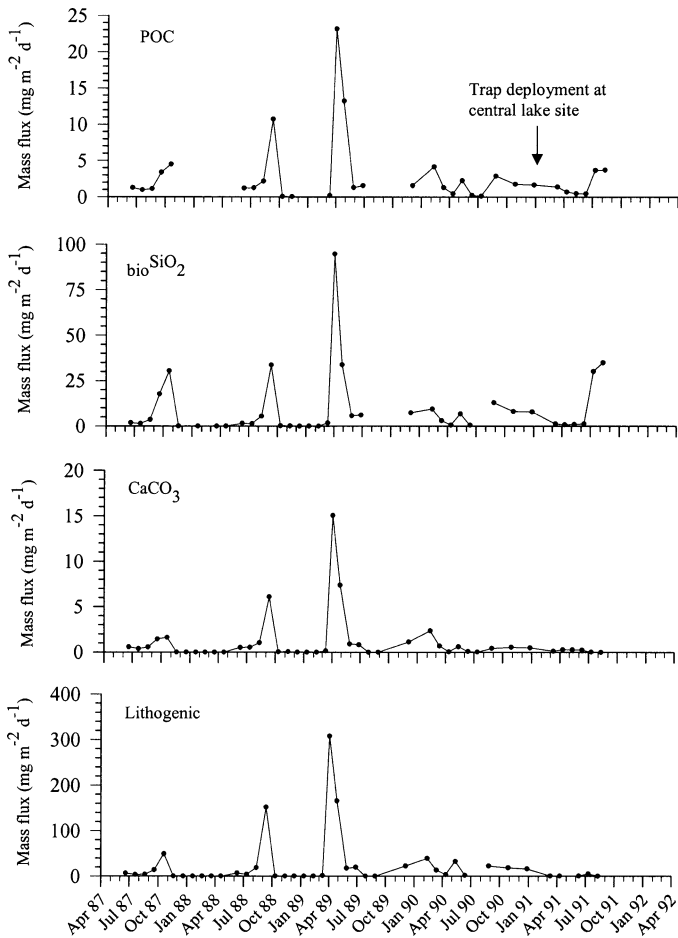 25
20
15
10
5
0
Mass flux (mg m-2 d-1)
POC
Trap deployment at
central lake site
100
75
50
25
0
Mass flux (mg m-2 d-1)
bioSiO2
20
15
10
5
0
Mass flux (mg m-2 d-1)
CaCO3
400
300
200
100
0
Mass flux (mg m-2 d-1)
Lithogenic
Apr 87
Jul 87
Oct 87
Jan 88
Apr 88
Jul 88
Oct 88
Jan 89
Apr 89
Jul 89
Oct 89
Jan 90
Apr 90
Jul 90
Oct 90
Jan 91
Apr 91
Jul 91
Oct 91
Jan 92
Apr 92